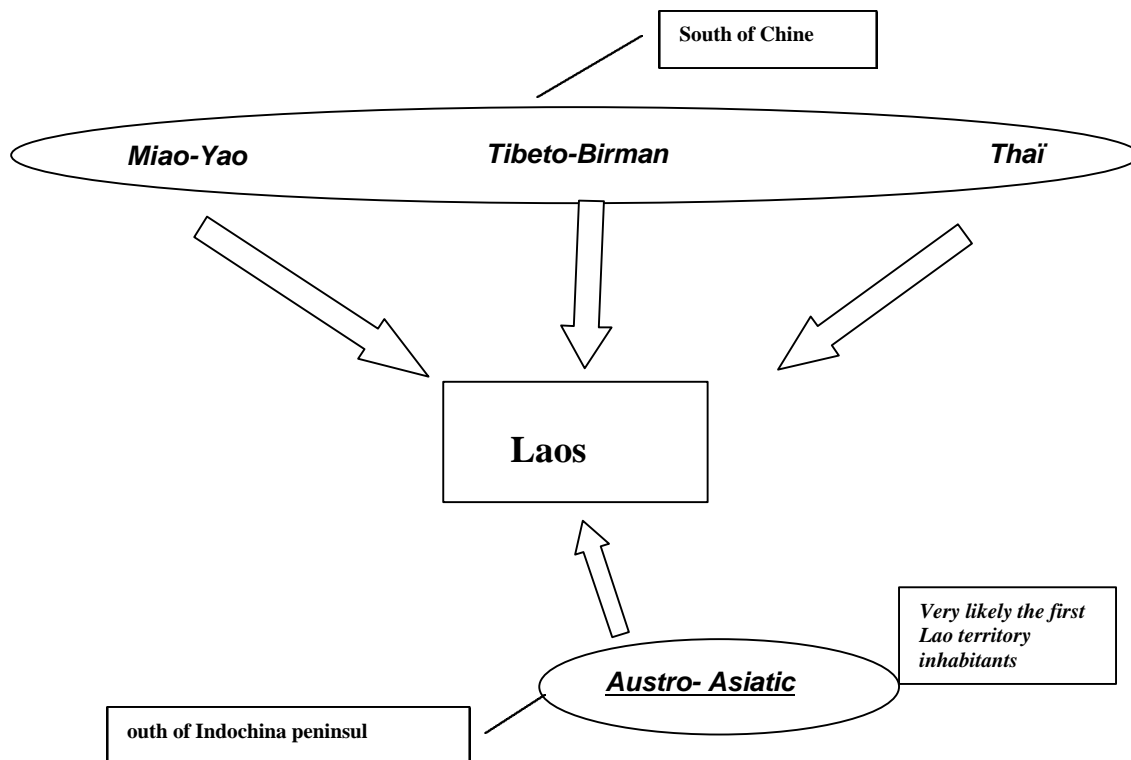 South of Chine
Miao-Yao
Tibeto-Birman
Thaï
Laos
Very likely the first
Lao territory
inhabitants
Austro- Asiatic
outh of Indochina peninsul